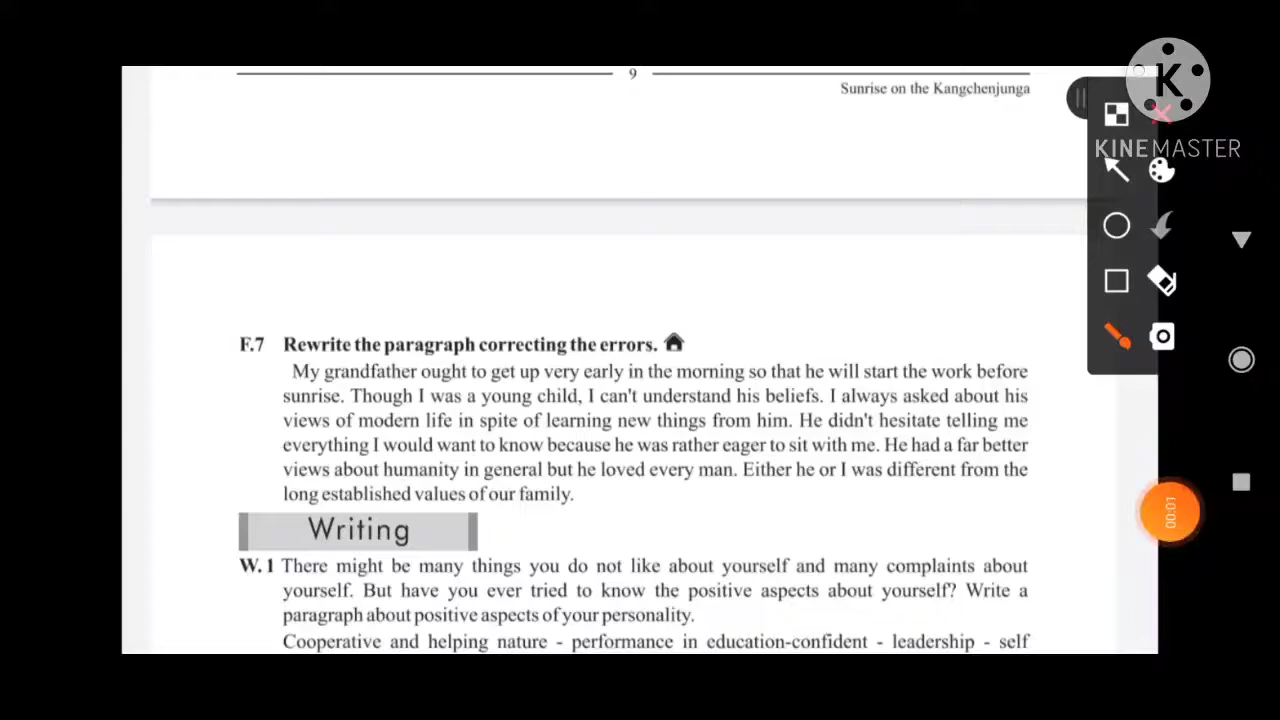 9
Sunrise on the Kangchenjunga
K
KINEMASTER
F.7 Rewrite the paragraph correcting the errors.
My grandfather ought to get up very early in the morning so that he will start the work before
sunrise. Though I was a young child, I can't understand his beliefs. I always asked about his
views of modern life in spite of learning new things from him. He didn't hesitate telling me
everything I would want to know because he was rather eager to sit with me. He had a far better
views about humanity in general but he loved every man. Either he or I was different from the
long established values of our family.
00:01
Writing
W.1 There might be many things you do not like about yourself and many complaints about
yourself. But have you ever tried to know the positive aspects about yourself? Write a
paragraph about positive aspects of your personality.
Cooperative and helping nature - performance in education-confident - leadership - self